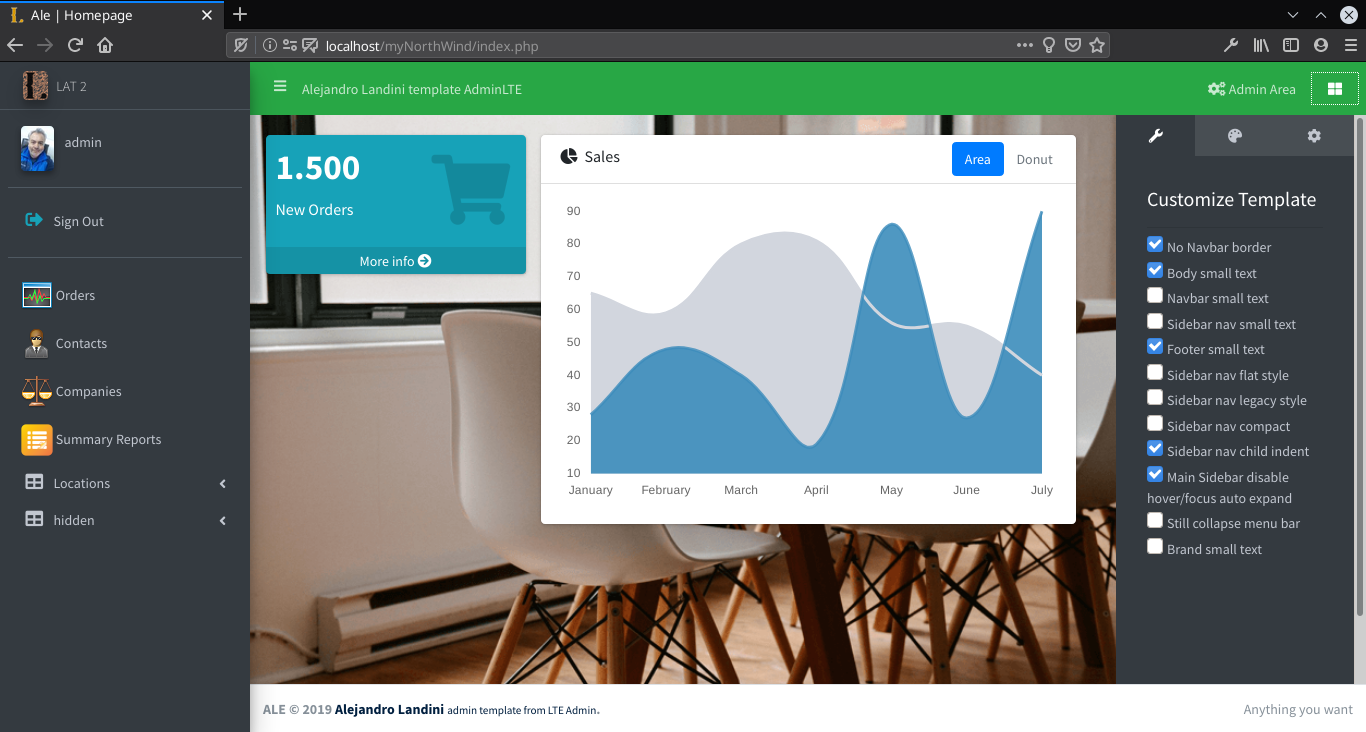 Ale | Homepage
localhost/myNorthWind/index.php
LAT 2
Alejandro Landini template AdminLTE
Admin Area
admin
Sign Out
Orders
Contacts
Companies
Summary Reports
Locations
hidden
1.500
New Orders
More info
Sales
Area
Donut
90
80
70
60
50
40
30
20
10
January
February
March
April
May
June
July
Customize Template
No Navbar border
Body small text
Navbar small text
Sidebar nav small text
Footer small text
Sidebar nav flat style
Sidebar nav legacy style
Sidebar nav compact
Sidebar nav child indent
Main Sidebar disable
hover/focus auto expand
Still collapse menu bar
Brand small text
ALE © 2019 Alejandro Landini admin template from LTE Admin.
Anything you want